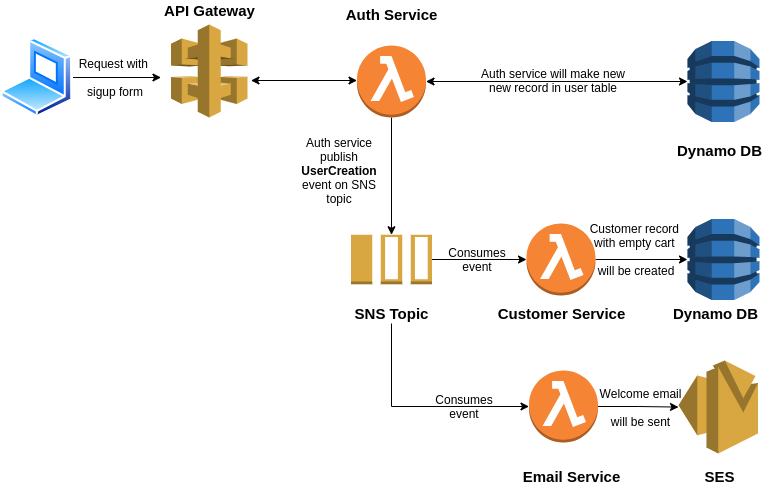 API Gateway
Auth Service
Request with
sigup form
Auth service will make new
new record in user table
Dynamo DB
Auth service
publish
UserCreation
event on SNS
topic
Consumes
event
Customer record
with empty cart
will be created
SNS Topic
Customer Service
Dynamo DB
Consumes
event
Welcome email
will be sent
Email Service
SES